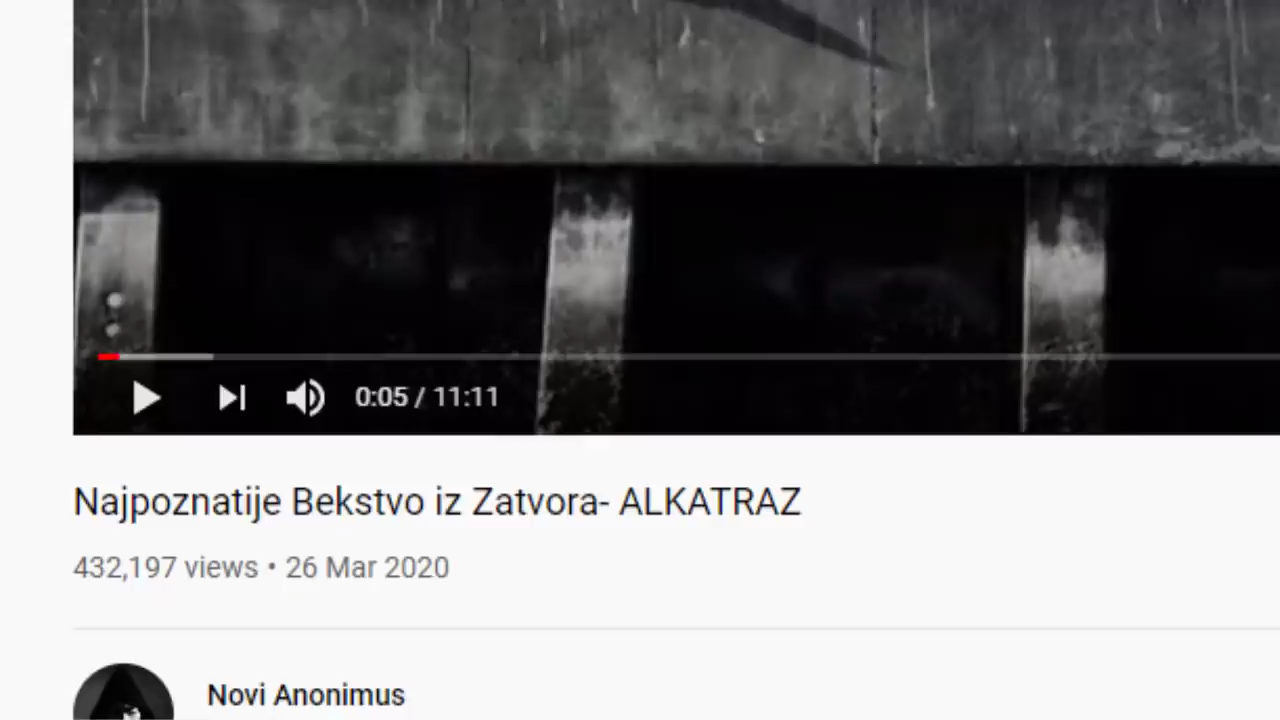 0:05 / 11:11
Najpoznatije Bekstvo iz Zatvora- ALKATRAZ
432,197 views • 26 Mar 2020
Novi Anonimus